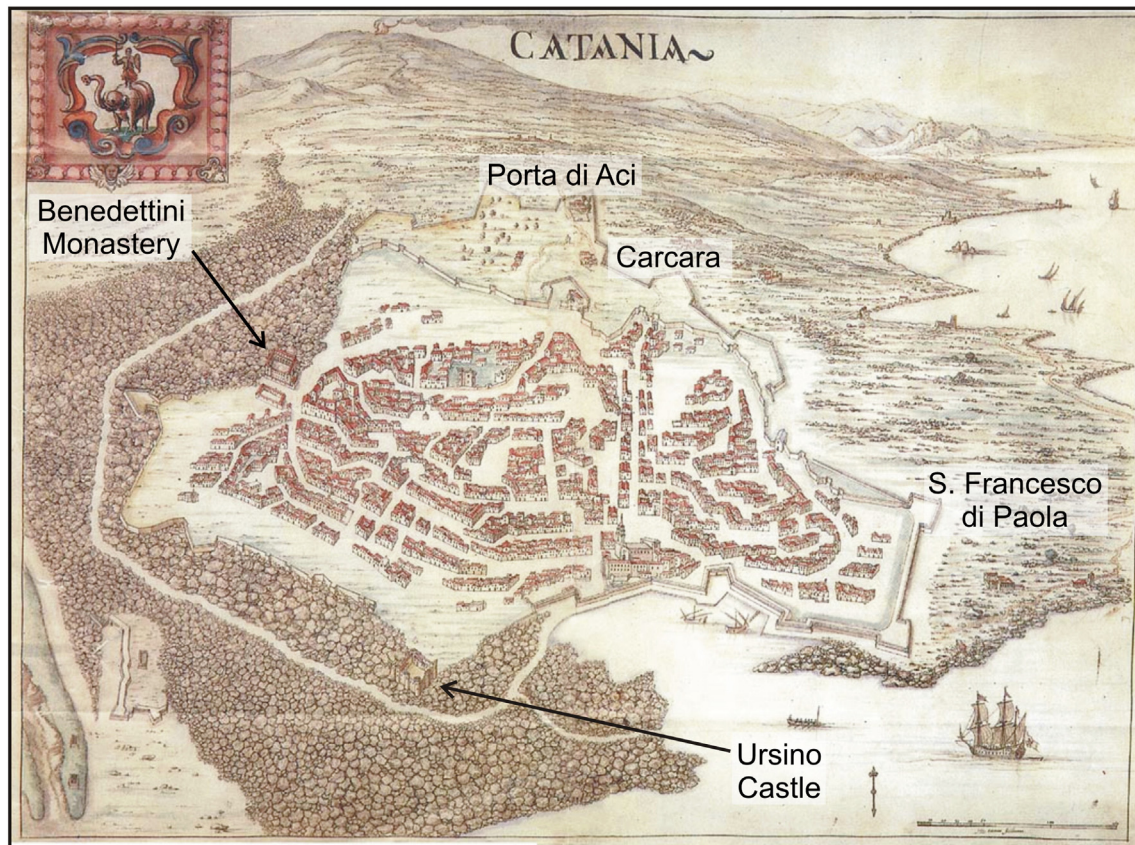 CATANIA
Porta di Aci
Benedettini
Monastery
Carcara
S. Francesco
di Paola
Ursino
Castle